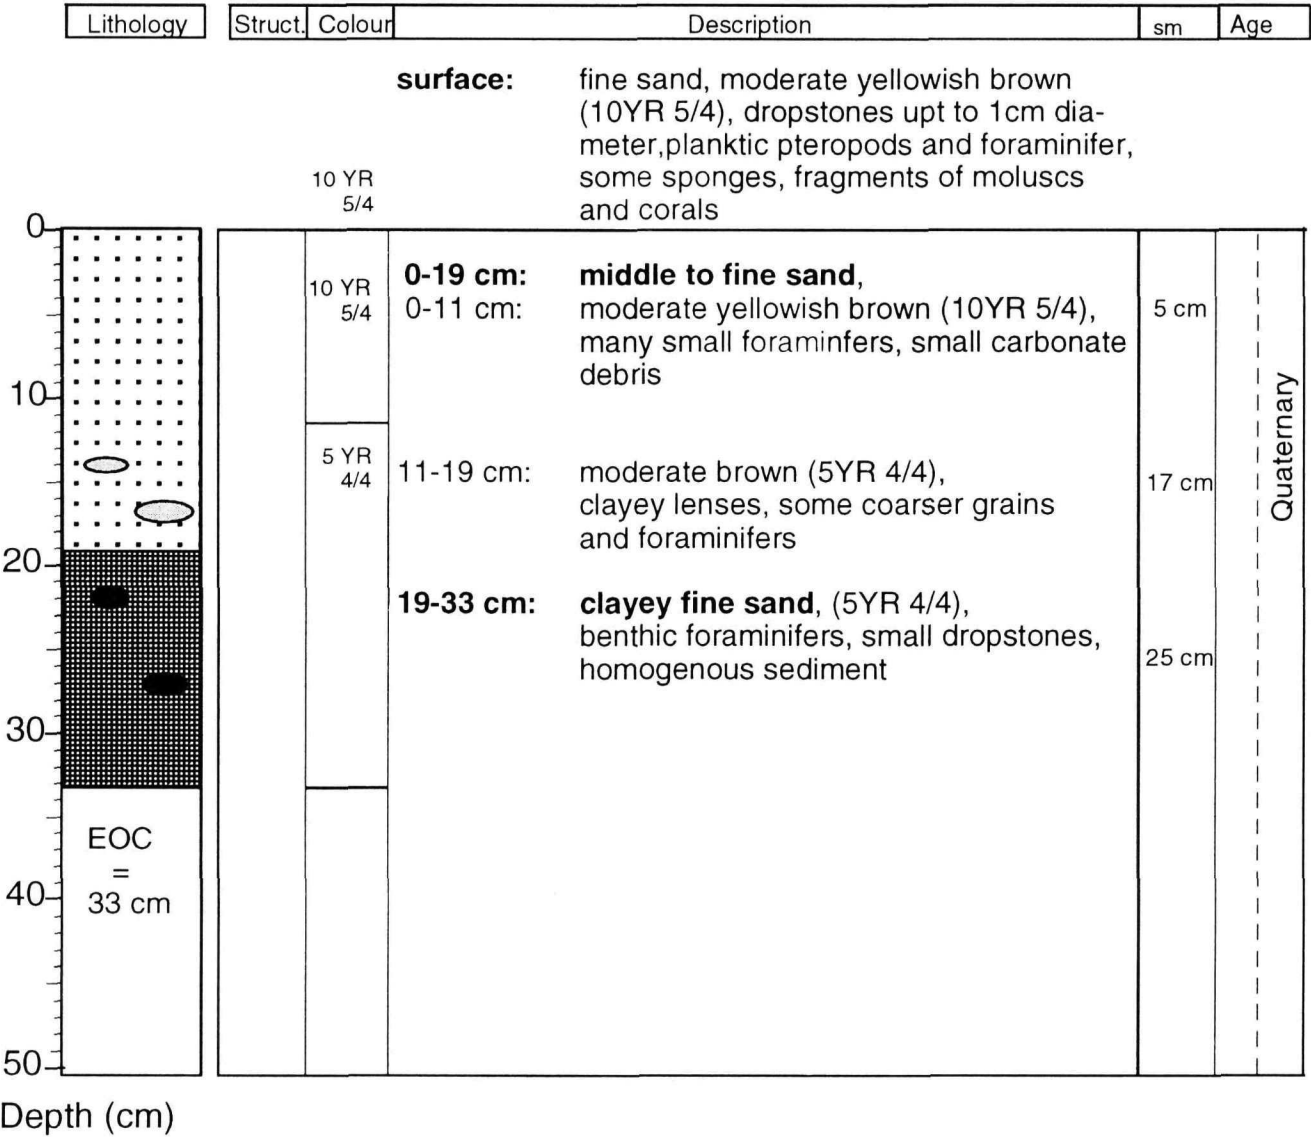 Lithology Struct. Colour Description sm Age
surface: fine sand, moderate yellowish brown
(10YR 5/4), dropstones upt to 1cm dia-
meter,planktic pteropods and foraminifer,
some sponges, fragments of moluscs
and corals
10 YR
5/4
0
10
20
30
40
50
Depth (cm)
EOC
=
33 cm
10 YR
5/4
5 YR
4/4
0-19 cm: middle to fine sand,
0-11 cm: moderate yellowish brown (10YR 5/4),
many small foraminfers, small carbonate
debris
11-19 cm: moderate brown (5YR 4/4),
clayey lenses, some coarser grains
and foraminifers
19-33 cm: clayey fine sand, (5YR 4/4),
benthic foraminifers, small dropstones,
homogenous sediment
5 cm
17 cm
25 cm
Quaternary